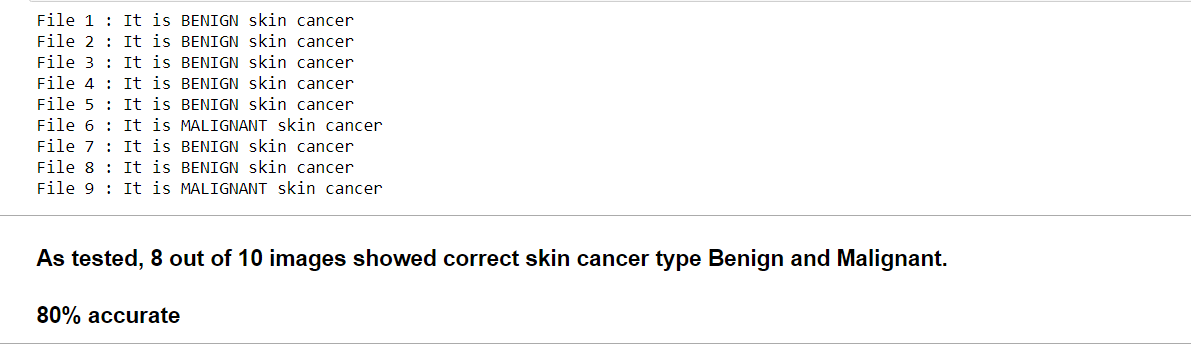 File 1 : It is BENIGN skin cancer
File 2 : It is BENIGN skin cancer
File 3 : It is BENIGN skin cancer
File 4 : It is BENIGN skin cancer
File 5 : It is BENIGN skin cancer
File 6 : It is MALIGNANT skin cancer
File 7 : It is BENIGN skin cancer
File 8 : It is BENIGN skin cancer
File 9 : It is MALIGNANT skin cancer
As tested, 8 out of 10 images showed correct skin cancer type Benign and Malignant.
80% accurate